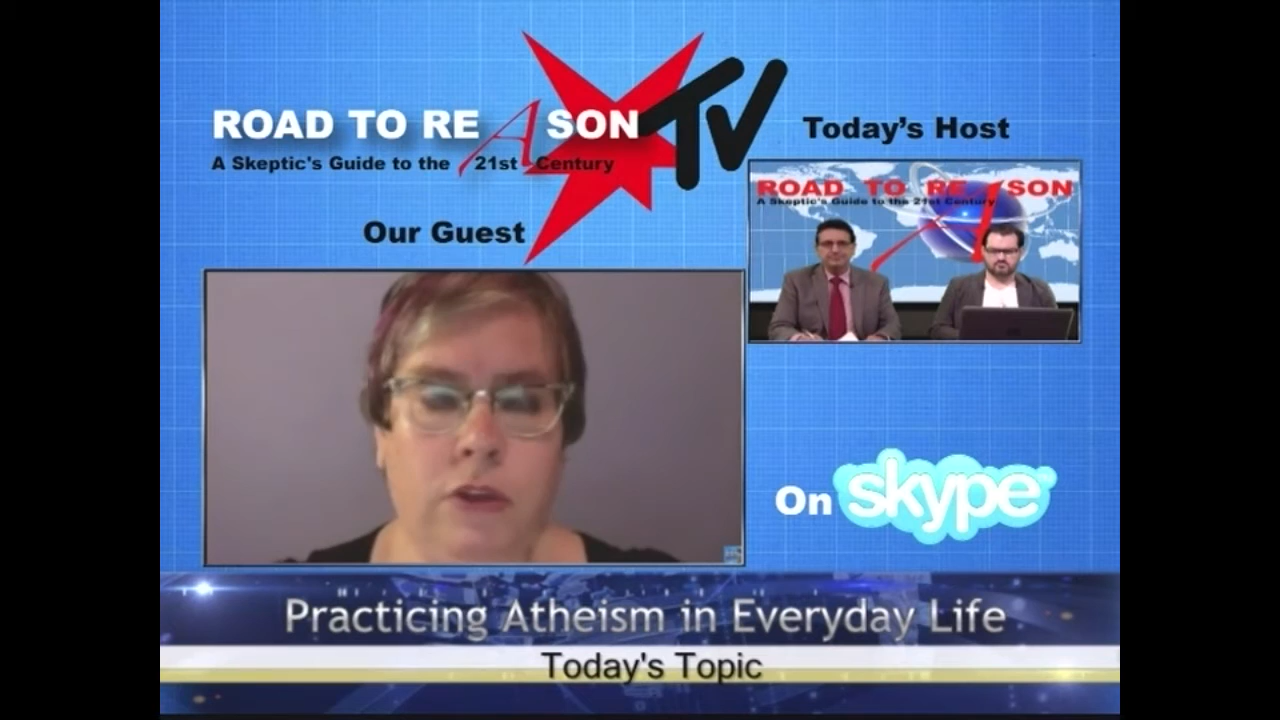 ROAD TO REASON
TV
A Skeptic's Guide to the 21st Century
Today's Host
ROAD TO REASON
A Skeptic's Guide to the 21st Century
Our Guest
On skype
Practicing Atheism in Everyday Life
Today's Topic